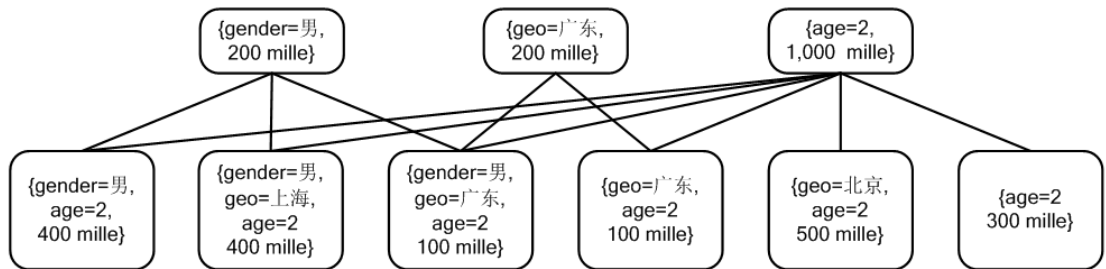 {gender=男,
200 mille}
{geo=广东,
200 mille}
{age=2,
1,000 mille}
{gender=男,
age=2,
400 mille}
{gender=男,
geo=上海,
age=2
400 mille}
{gender=男,
geo=广东,
age=2
100 mille}
{geo=广东,
age=2
100 mille}
{geo=北京,
age=2
500 mille}
{age=2
300 mille}